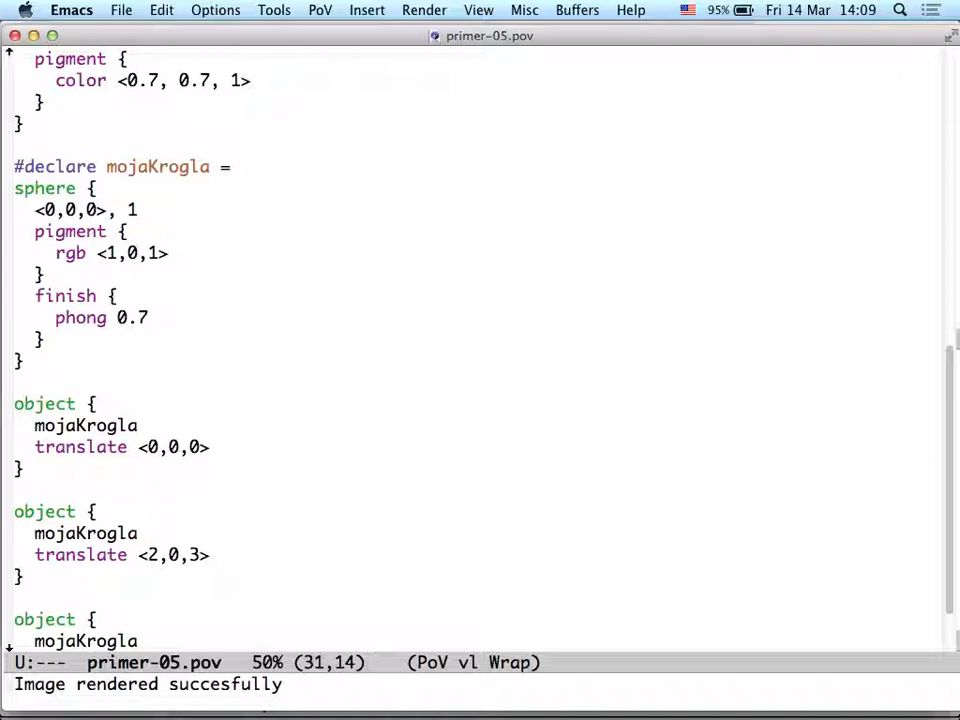 Emacs File Edit Options Tools PoV Insert Render View Misc Buffers Help 95% Fri 14 Mar 14:09
primer-05.pov
pigment {
color <0.7, 0.7, 1>
}
}
#declare mojaKrogla =
sphere {
<0,0,0>, 1
pigment {
rgb <1,0,1>
}
finish {
phong 0.7
}
}
object {
mojaKrogla
translate <0,0,0>
}
object {
mojaKrogla
translate <2,0,3>
}
object {
mojaKrogla
U:--- primer-05.pov 50% (31,14) (PoV vl Wrap)
Image rendered succesfully